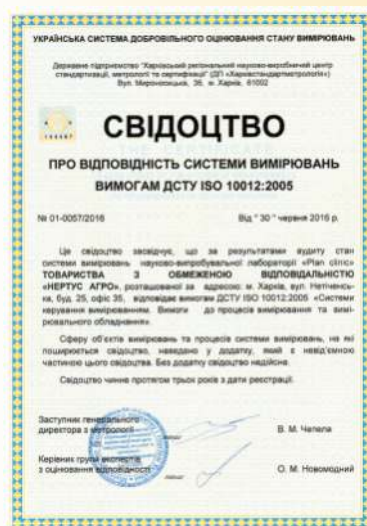 УКРАЇНСЬКА СИСТЕМА ДОБРОВІЛЬНОГО ОЦІНЮВАННЯ СТАНУ ВИМІРЮВАНЬ
Державне підприємство "Харківський регіональний науково-виробничий центр
стандартизації, метрології та сертифікації" (ДП «Харківстандартметрологія»)
Вул. Мироносицька, 36, м. Харків, 61002
СВІДОЦТВО
ПРО ВІДПОВІДНІСТЬ СИСТЕМИ ВИМІРЮВАНЬ
ВИМОГАМ ДСТУ ISO 10012:2005
№ 01-0057/2016 Від " 30 " червня 2016 р.
Це свідоцтво засвідчує, що за результатами аудиту стан
системи вимірювань науково-випробувальної лабораторії «Plan clinic»
ТОВАРИСТВА З ОБМЕЖЕНОЮ ВІДПОВІДАЛЬНІСТЮ
«НЕРТУС АГРО», розташованої за адресою: м. Харків, вул. Нетіченсь-
ка, буд. 25, офіс 35, відповідає вимогам ДСТУ ISO 10012:2005 «Системи
керування вимірюванням. Вимоги до процесів вимірювання та вимі-
рювального обладнання».
Сферу об'єктів вимірювань та процесів системи вимірювань, на які
поширюється свідоцтво, наведено у додатку, який є невід'ємною
частиною цього свідоцтва. Без додатку свідоцтво недійсне.
Свідоцтво чинне протягом трьох років з дати реєстрації.
Заступник генерального
директора з метрології В. М. Чепела
Керівник групи експертів
з оцінювання відповідності О. М. Новомодний